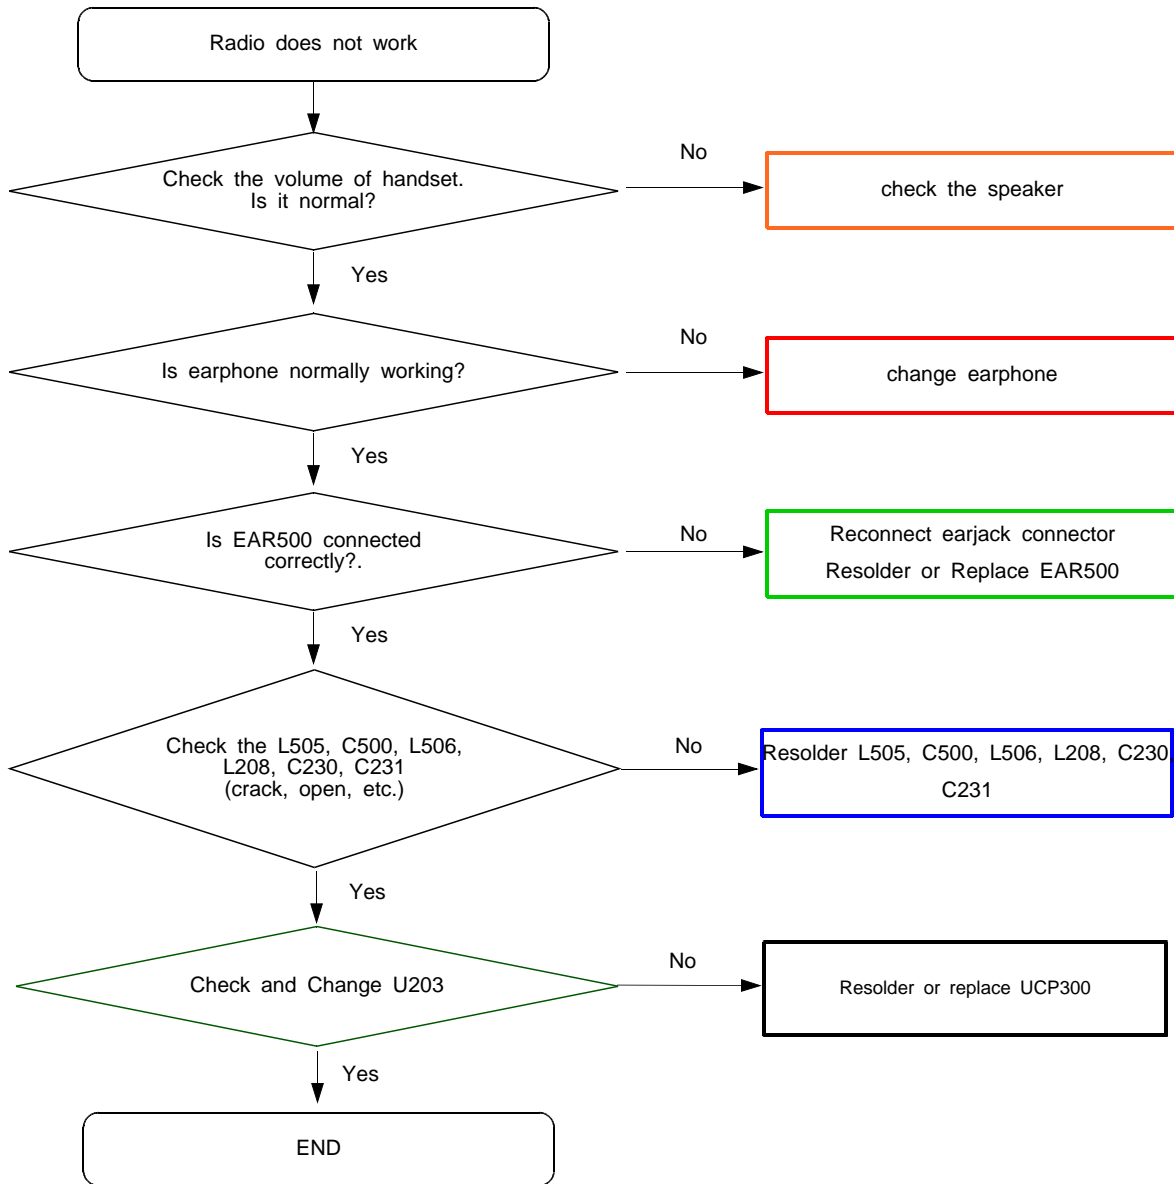 Radio does not work
Check the volume of handset.
Is it normal?
No
check the speaker
Yes
Is earphone normally working?
No
change earphone
Yes
Is EAR500 connected
correctly?.
No
Reconnect earjack connector
Resolder or Replace EAR500
Yes
Check the L505, C500, L506,
L208, C230, C231
(crack, open, etc.)
No
Resolder L505, C500, L506, L208, C230,
C231
Yes
Check and Change U203
No
Resolder or replace UCP300
Yes
END